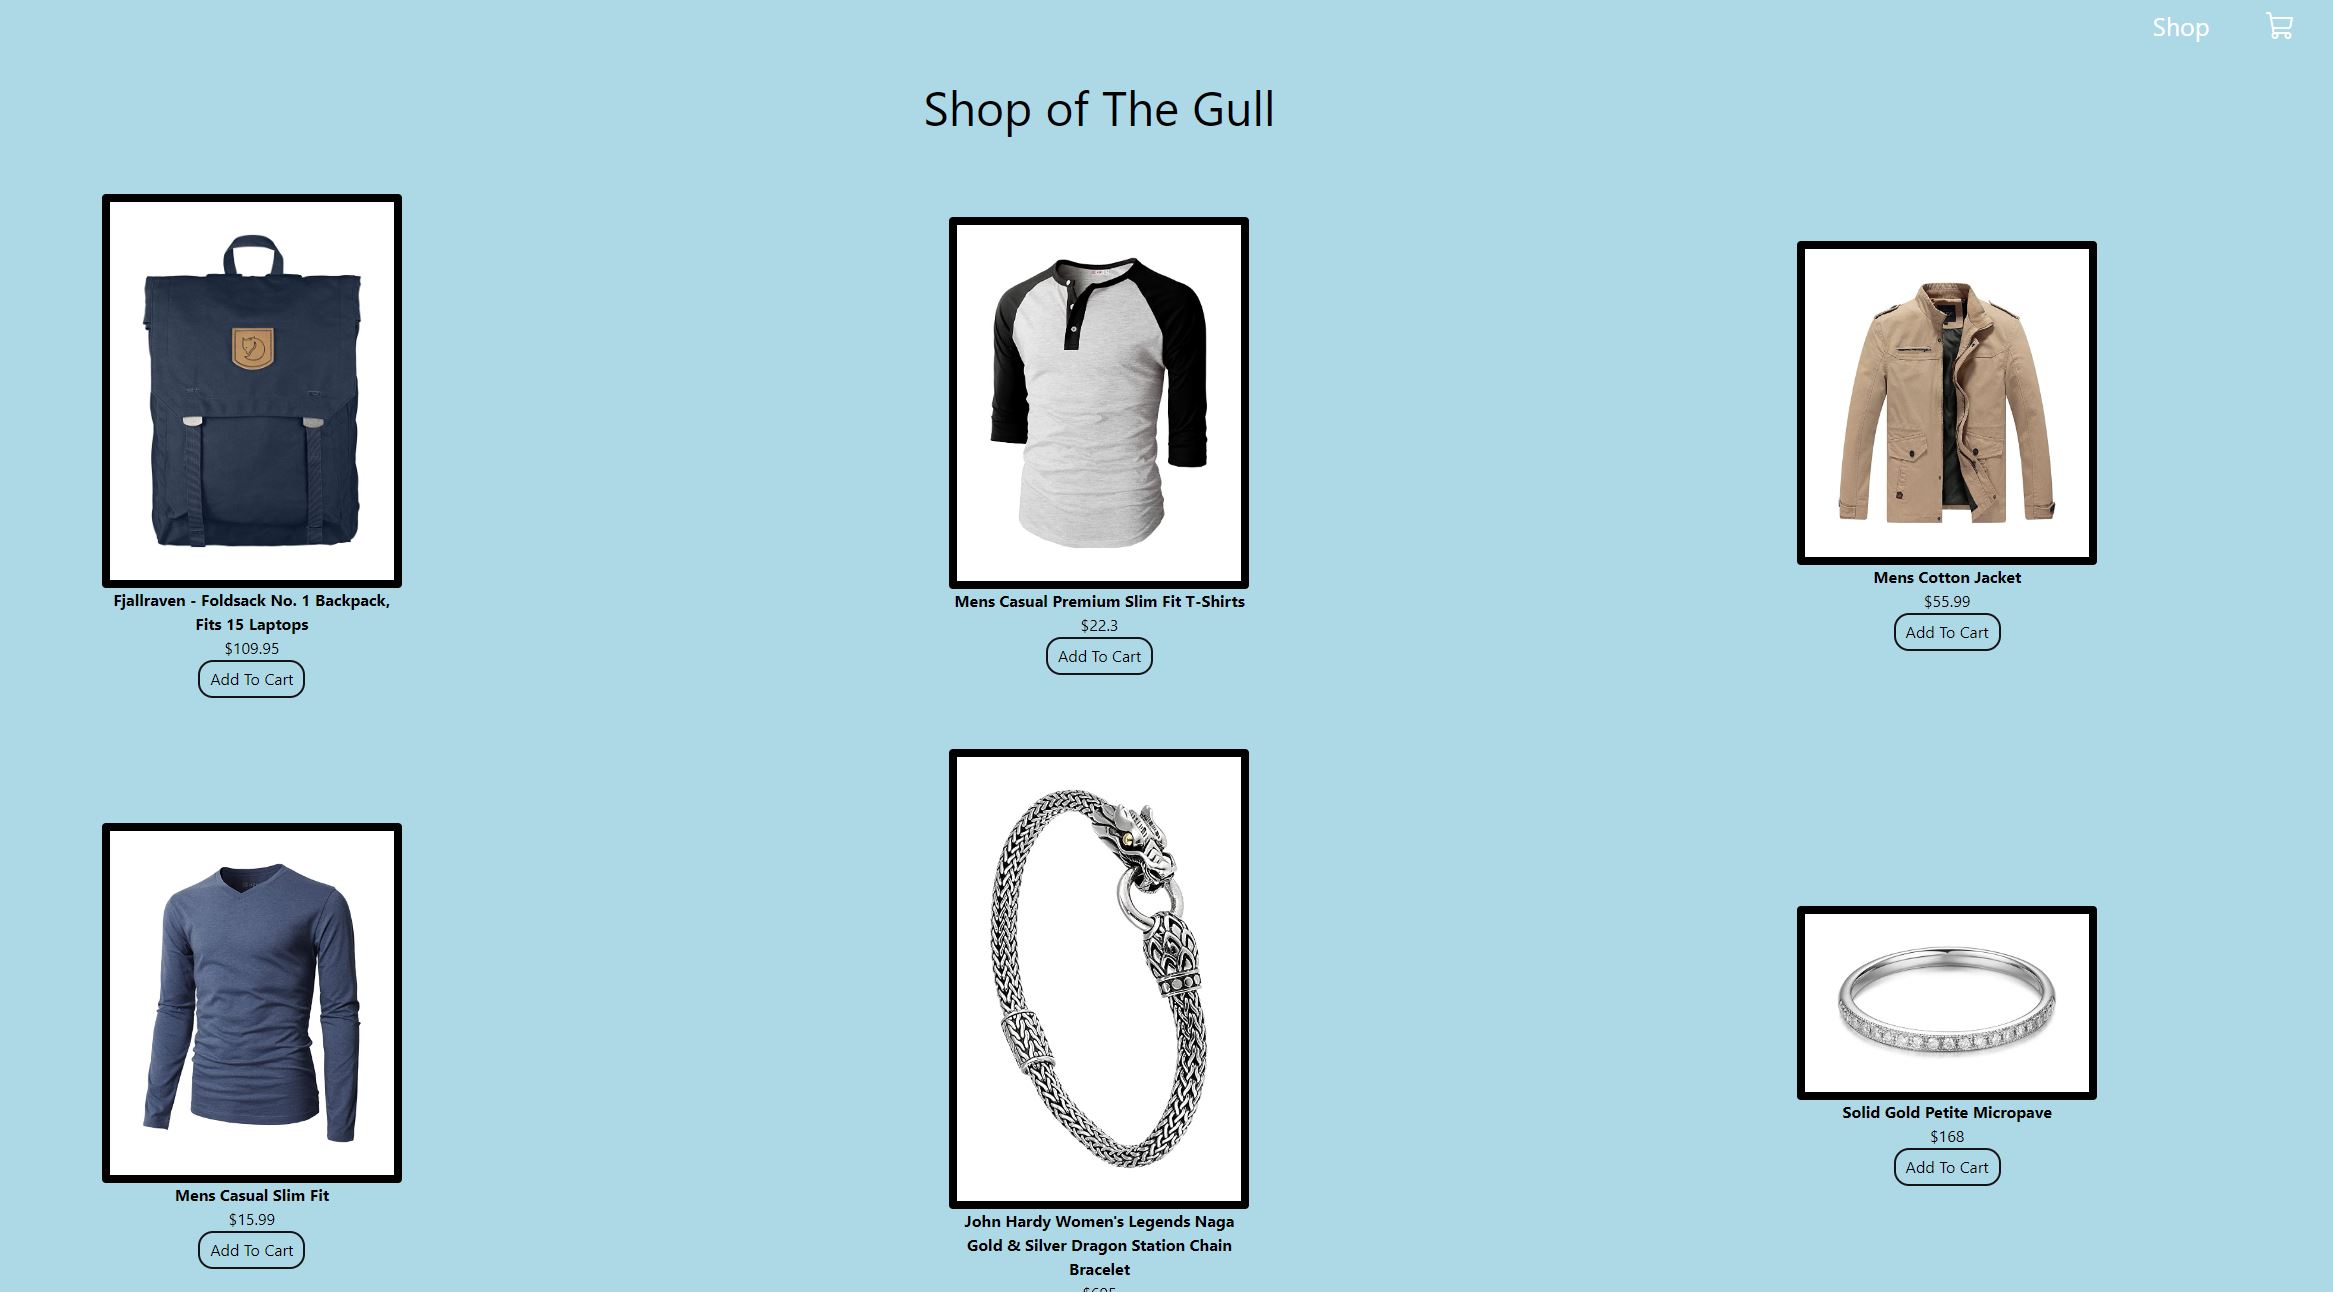 Shop
Shop of The Gull
Fjallraven - Foldsack No. 1 Backpack,
Fits 15 Laptops
$109.95
Add To Cart
Mens Casual Premium Slim Fit T-Shirts
$22.3
Add To Cart
Mens Cotton Jacket
$55.99
Add To Cart
Mens Casual Slim Fit
$15.99
Add To Cart
John Hardy Women's Legends Naga
Gold & Silver Dragon Station Chain
Bracelet
Solid Gold Petite Micropave
$168
Add To Cart